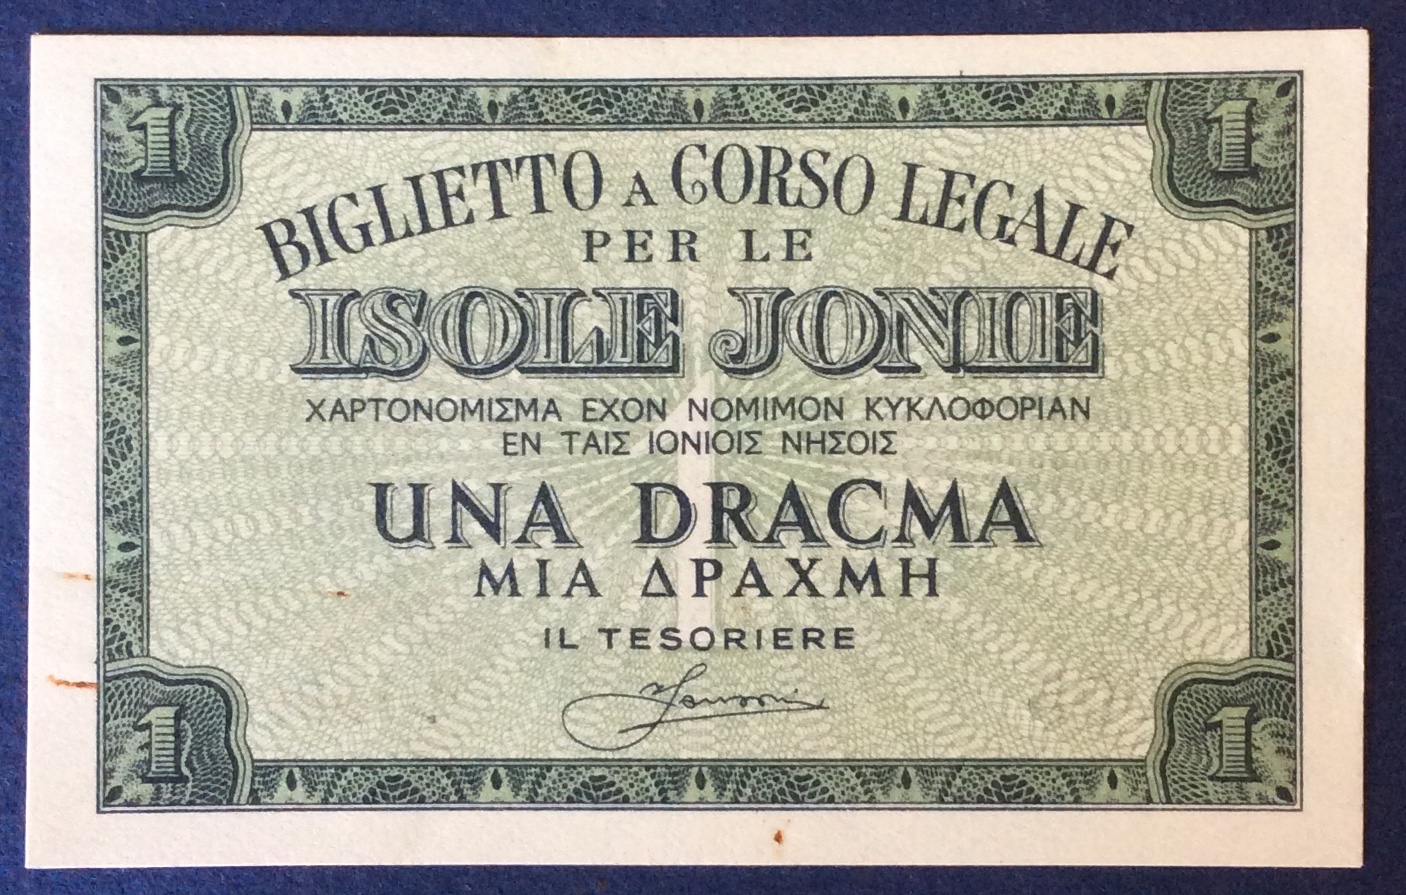 1 1
BIGLIETTO A CORSO LEGALE
PER LE
ISOLE JONIE
ΧΑΡΤΟΝΟΜΙΣΜΑ ΕΧΟΝ ΝΟΜΙΜΟΝ ΚΥΚΛΟΦΟΡΙΑΝ
ΕΝ ΤΑΙΣ ΙΟΝΙΟΙΣ ΝΗΣΟΙΣ
UNA DRACMA
ΜΙΑ ΔΡΑΧΜΗ
IL TESORIERE
1 1